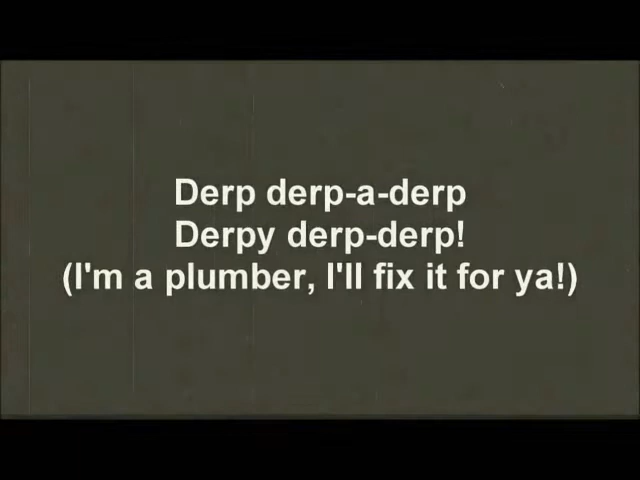 Derp derp-a-derp
Derpy derp-derp!
(I'm a plumber, I'll fix it for ya!)